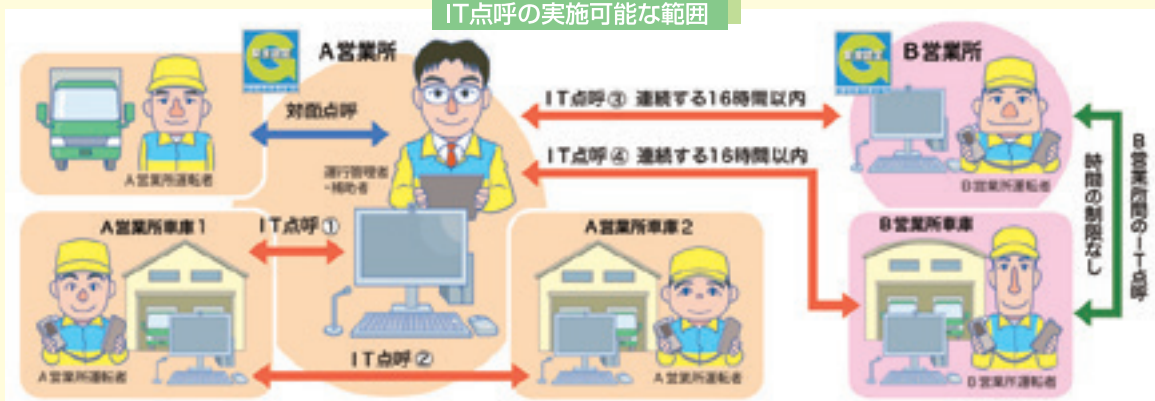 IT点呼の実施可能な範囲
A営業所
B営業所
対面点呼
A営業所運転者
運行管理者
・補助者
IT点呼③ 連続する16時間以内
IT点呼④ 連続する16時間以内
B営業所運転者
B営業所間のIT点呼
時間の制限なし
A営業所車庫1
IT点呼①
A営業所車庫2
B営業所車庫
A営業所運転者
IT点呼②
A営業所運転者
B営業所運転者